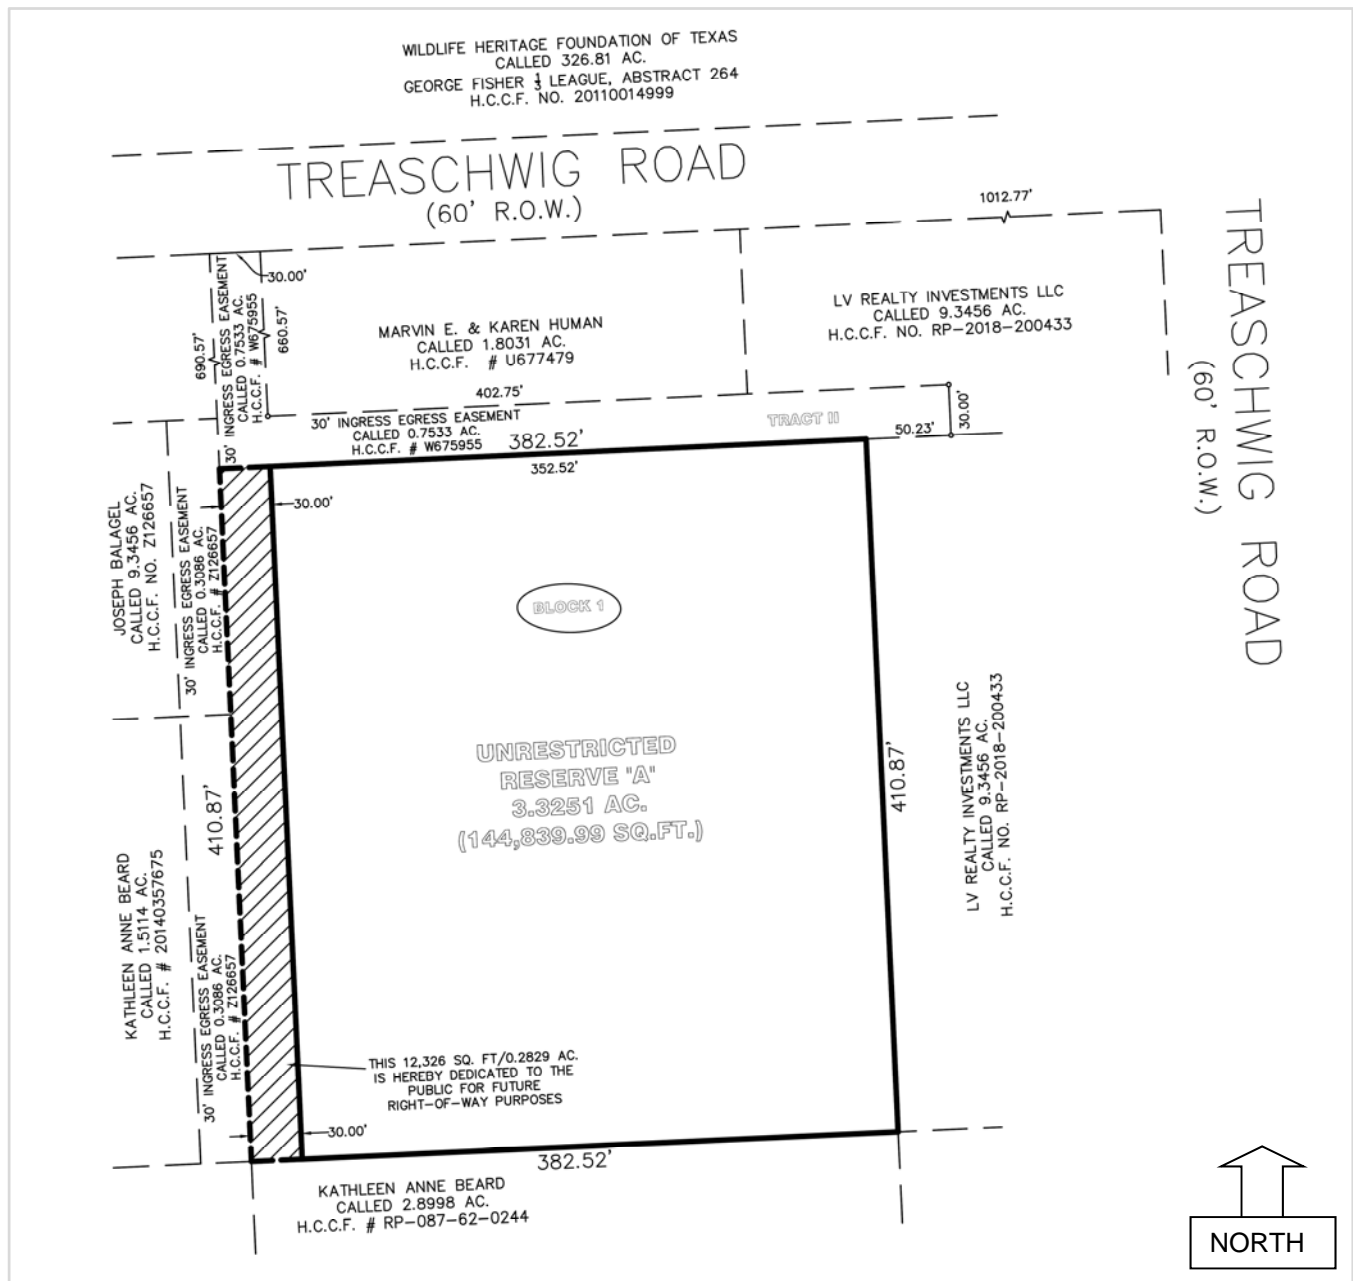 WILDLIFE HERITAGE FOUNDATION OF TEXAS
CALLED 326.81 AC.
GEORGE FISHER 1/3 LEAGUE, ABSTRACT 264
H.C.C.F. NO. 20110014999
TREASCHWIG ROAD
(60' R.O.W.)
1012.77'
TREASCHWIG ROAD
(60' R.O.W.)
30.00'
690.57'
30' INGRESS EGRESS EASEMENT
CALLED 0.7533 AC.
H.C.C.F. # W675955
660.57'
MARVIN E. & KAREN HUMAN
CALLED 1.8031 AC.
H.C.C.F. # U677479
LV REALTY INVESTMENTS LLC
CALLED 9.3456 AC.
H.C.C.F. NO. RP-2018-200433
402.75'
30' INGRESS EGRESS EASEMENT
CALLED 0.7533 AC.
H.C.C.F. # W675955
TRACT II
50.23'
30.00'
382.52'
352.52'
30.00'
JOSEPH BALAGEL
CALLED 9.3456 AC.
H.C.C.F. NO. Z126657
30' INGRESS EGRESS EASEMENT
CALLED 0.3086 AC.
H.C.C.F. # Z126657
BLOCK 1
UNRESTRICTED
RESERVE "A"
3.3251 AC.
(144,839.99 SQ.FT.)
410.87'
410.87'
LV REALTY INVESTMENTS LLC
CALLED 9.3456 AC.
H.C.C.F. NO. RP-2018-200433
KATHLEEN ANNE BEARD
CALLED 1.5114 AC.
H.C.C.F. # 20140357675
30' INGRESS EGRESS EASEMENT
CALLED 0.3086 AC.
H.C.C.F. # Z126657
THIS 12,326 SQ. FT/0.2829 AC.
IS HEREBY DEDICATED TO THE
PUBLIC FOR FUTURE
RIGHT-OF-WAY PURPOSES
30.00'
382.52'
KATHLEEN ANNE BEARD
CALLED 2.8998 AC.
H.C.C.F. # RP-087-62-0244
NORTH